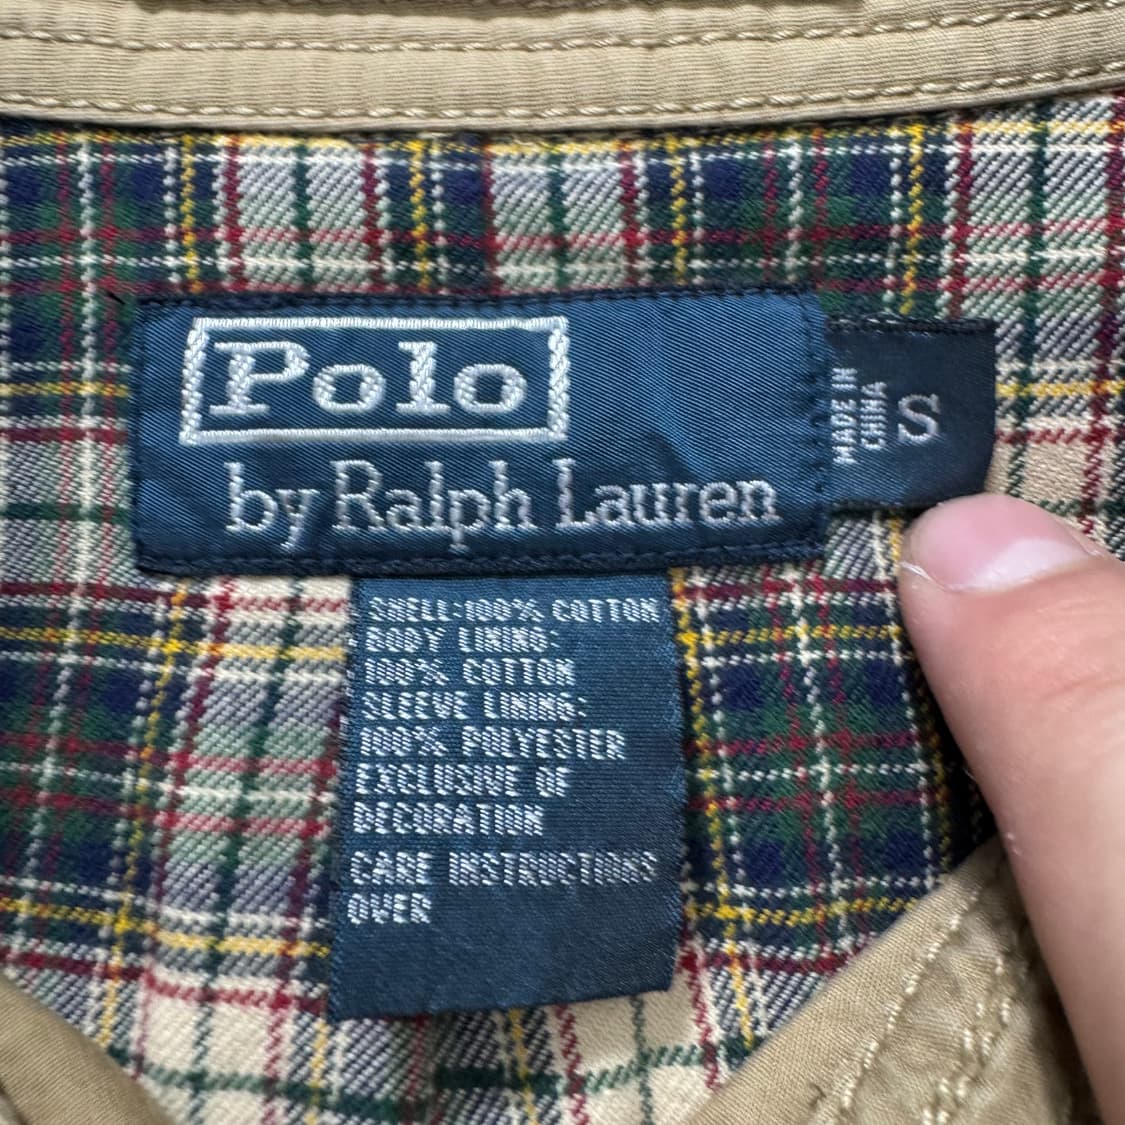 Polo
by Ralph Lauren
MADE IN
CHINA
S
SHELL:100% COTTON
BODY LINING:
100% COTTON
SLEEVE LINING:
100% POLYESTER
EXCLUSIVE OF
DECORATION
CARE INSTRUCTIONS
OVER